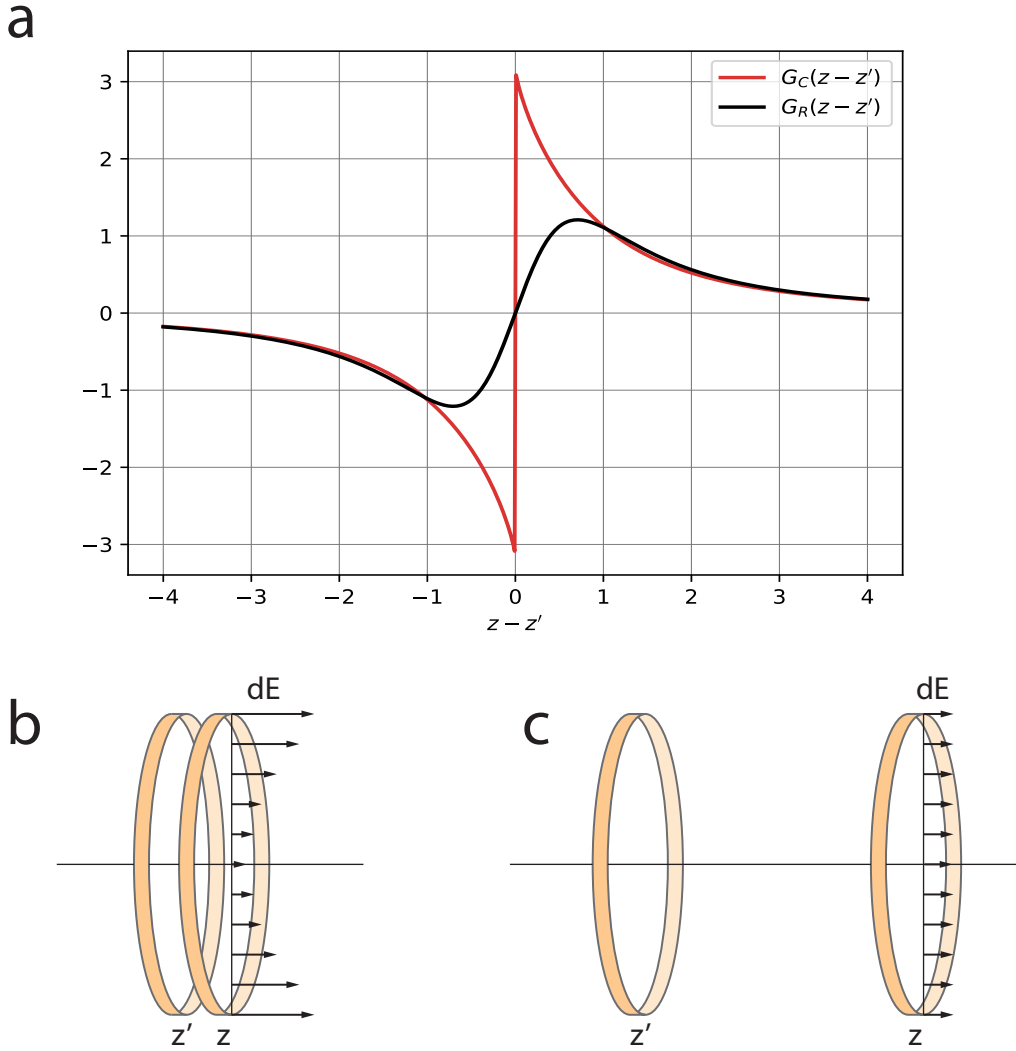 a
3
2
1
0
−1
−2
−3
−4 −3 −2 −1 0 1 2 3 4
z − z′
G_C(z − z′)
G_R(z − z′)
b
dE
z′ z
c
dE
z′ z